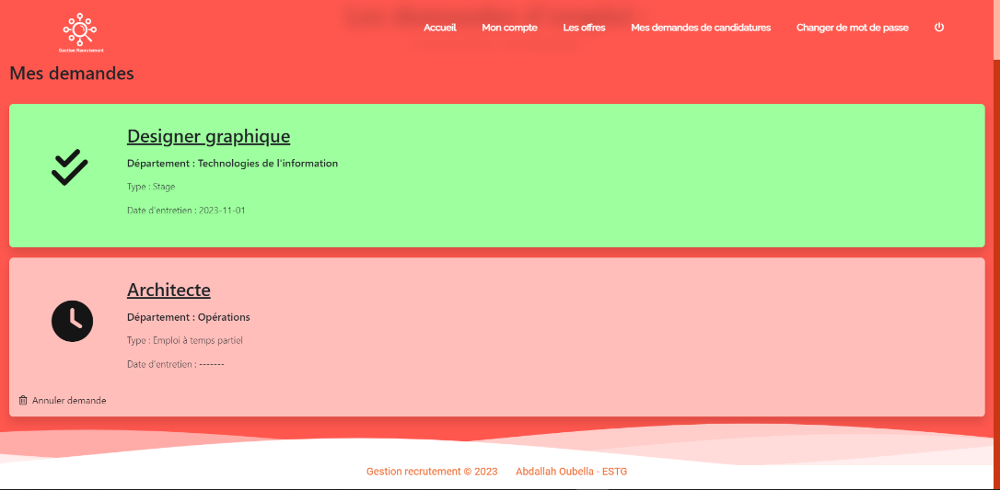 Gestion Recrutement
Accueil Mon compte Les offres Mes demandes de candidatures Changer de mot de passe
Mes demandes
Designer graphique
Département : Technologies de l'information
Type : Stage
Date d'entretien : 2023-11-01
Architecte
Département : Opérations
Type : Emploi à temps partiel
Date d'entretien : -------
Annuler demande
Gestion recrutement © 2023 Abdallah Oubella - ESTG